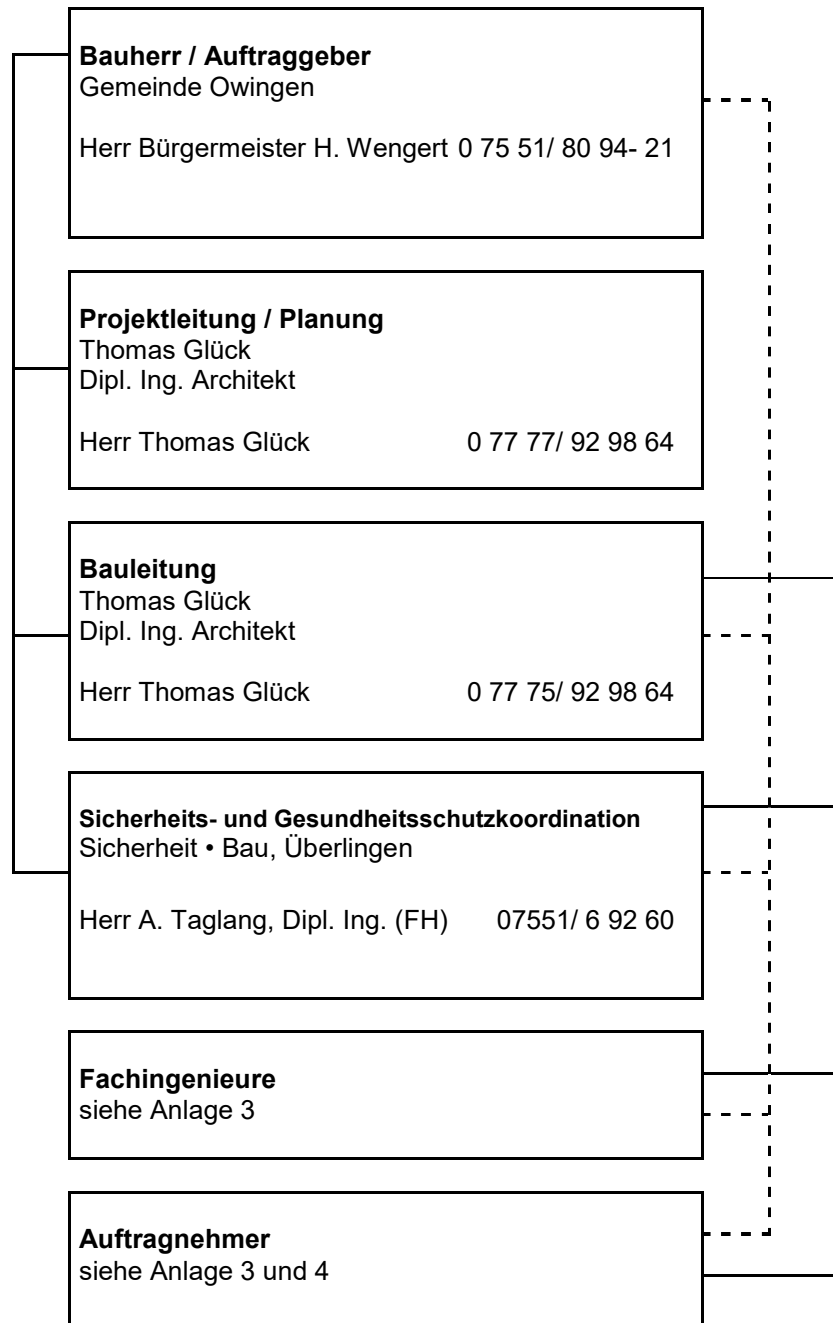 Bauherr / Auftraggeber
Gemeinde Owingen
Herr Bürgermeister H. Wengert 0 75 51/ 80 94- 21
Projektleitung / Planung
Thomas Glück
Dipl. Ing. Architekt
Herr Thomas Glück 0 77 77/ 92 98 64
Bauleitung
Thomas Glück
Dipl. Ing. Architekt
Herr Thomas Glück 0 77 75/ 92 98 64
Sicherheits- und Gesundheitsschutzkoordination
Sicherheit • Bau, Überlingen
Herr A. Taglang, Dipl. Ing. (FH) 07551/ 6 92 60
Fachingenieure
siehe Anlage 3
Auftragnehmer
siehe Anlage 3 und 4